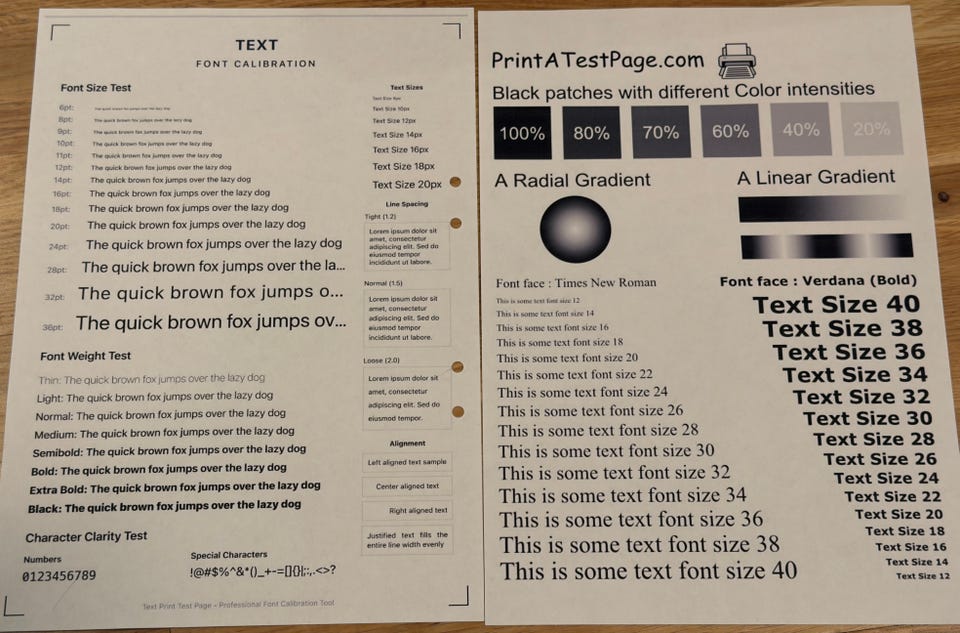 TEXT
FONT CALIBRATION
Font Size Test
6pt: The quick brown fox jumps over the lazy dog
8pt: The quick brown fox jumps over the lazy dog
9pt: The quick brown fox jumps over the lazy dog
10pt: The quick brown fox jumps over the lazy dog
11pt: The quick brown fox jumps over the lazy dog
12pt: The quick brown fox jumps over the lazy dog
14pt: The quick brown fox jumps over the lazy dog
16pt: The quick brown fox jumps over the lazy dog
18pt: The quick brown fox jumps over the lazy dog
20pt: The quick brown fox jumps over the lazy dog
24pt: The quick brown fox jumps over the lazy dog
28pt: The quick brown fox jumps over the la...
32pt: The quick brown fox jumps o...
36pt: The quick brown fox jumps ov...
Font Weight Test
Thin: The quick brown fox jumps over the lazy dog
Light: The quick brown fox jumps over the lazy dog
Normal: The quick brown fox jumps over the lazy dog
Medium: The quick brown fox jumps over the lazy dog
Semibold: The quick brown fox jumps over the lazy dog
Bold: The quick brown fox jumps over the lazy dog
Extra Bold: The quick brown fox jumps over the lazy dog
Black: The quick brown fox jumps over the lazy dog
Character Clarity Test
Numbers
0123456789
Special Characters
!@#$%^&*()_+-=[]{}|;:,.<>?
Text Sizes
Text Size 8px
Text Size 10px
Text Size 12px
Text Size 14px
Text Size 16px
Text Size 18px
Text Size 20px
Line Spacing
Tight (1.2)
Lorem ipsum dolor sit
amet, consectetur
adipiscing elit. Sed do
eiusmod tempor
incididunt ut labore.
Normal (1.5)
Lorem ipsum dolor sit
amet, consectetur
adipiscing elit. Sed do
eiusmod tempor
incididunt ut labore.
Loose (2.0)
Lorem ipsum dolor sit
amet, consectetur
adipiscing elit. Sed do
eiusmod tempor.
Alignment
Left aligned text sample
Center aligned text
Right aligned text
Justified text fills the
entire line width evenly
Text Print Test Page - Professional Font Calibration Tool
PrintATestPage.com
Black patches with different Color intensities
100% 80% 70% 60% 40% 20%
A Radial Gradient
A Linear Gradient
Font face : Times New Roman
This is some text font size 12
This is some text font size 14
This is some text font size 16
This is some text font size 18
This is some text font size 20
This is some text font size 22
This is some text font size 24
This is some text font size 26
This is some text font size 28
This is some text font size 30
This is some text font size 32
This is some text font size 34
This is some text font size 36
This is some text font size 38
This is some text font size 40
Font face : Verdana (Bold)
Text Size 40
Text Size 38
Text Size 36
Text Size 34
Text Size 32
Text Size 30
Text Size 28
Text Size 26
Text Size 24
Text Size 22
Text Size 20
Text Size 18
Text Size 16
Text Size 14
Text Size 12